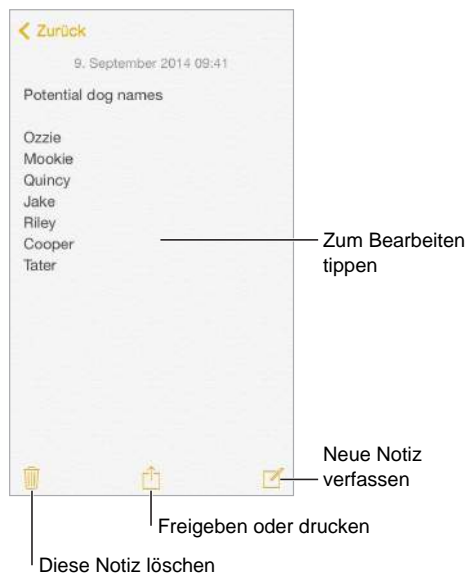 Zurück
9. September 2014 09:41
Potential dog names
Ozzie
Mookie
Quincy
Jake
Riley
Cooper
Tater
Zum Bearbeiten
tippen
Neue Notiz
verfassen
Freigeben oder drucken
Diese Notiz löschen